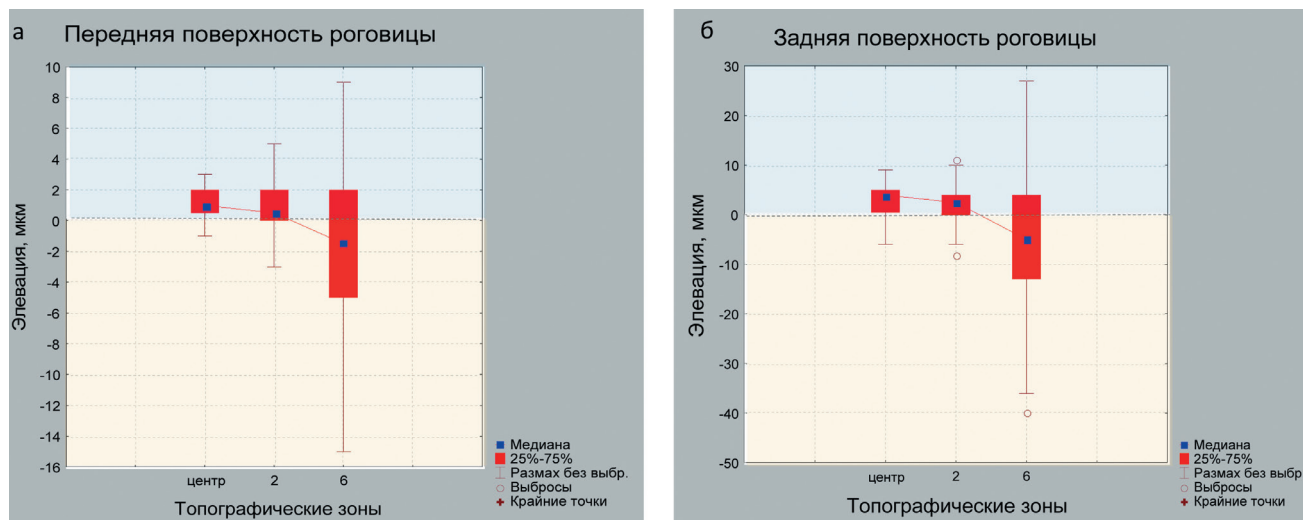 а
Передняя поверхность роговицы
Элевация, мкм
10
8
6
4
2
0
-2
-4
-6
-8
-10
-12
-14
-16
центр 2 6
Топографические зоны
Медиана
25%-75%
Размах без выбр.
Выбросы
Крайние точки
б
Задняя поверхность роговицы
Элевация, мкм
30
20
10
0
-10
-20
-30
-40
-50
центр 2 6
Топографические зоны
Медиана
25%-75%
Размах без выбр
Выбросы
Крайние точки